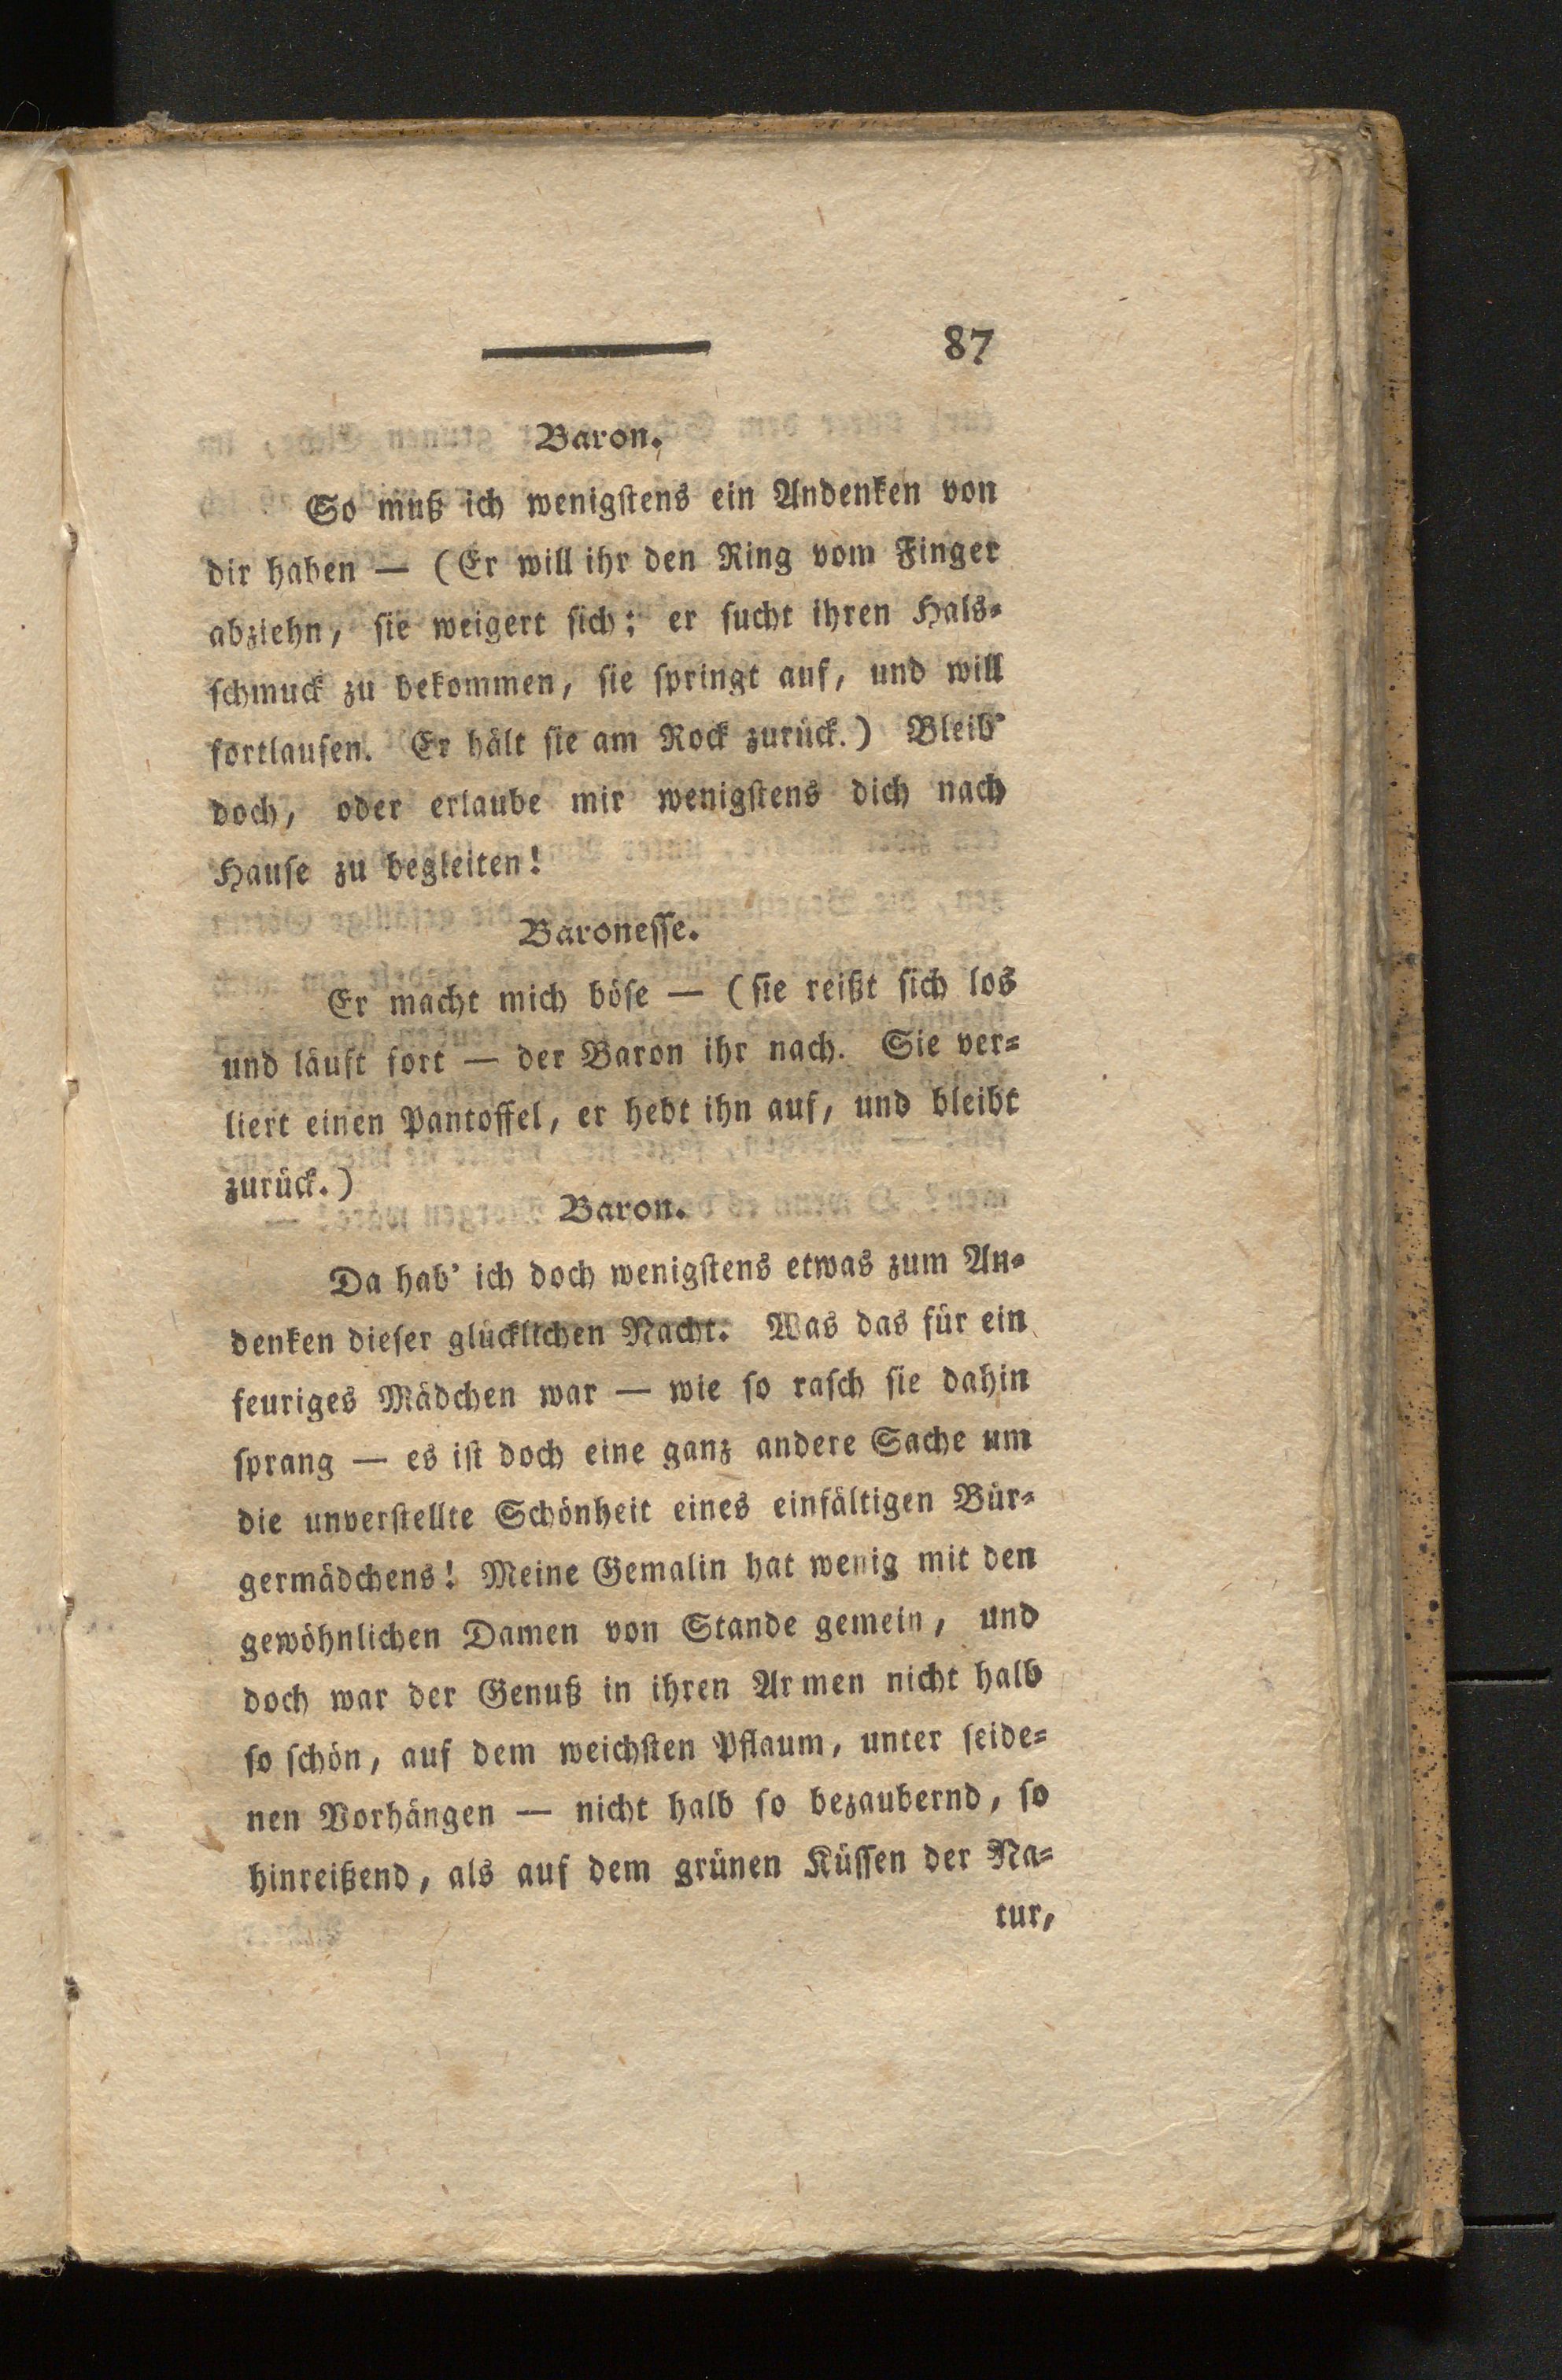 87
Baron.
So muß ich wenigſtens ein Andenken von
dir haben — (Er will ihr den Ring vom Finger
abziehn, ſie weigert ſich; er ſucht ihren Hals⸗
ſchmuck zu bekommen, ſie ſpringt auf, und will
fortlaufen. Er hält ſie am Rock zurück.) Bleib'
doch, oder erlaube mir wenigſtens dich nach
Hauſe zu begleiten!
Baroneſſe.
Er macht mich böſe — (ſie reißt ſich los
und läuft fort — der Baron ihr nach. Sie ver⸗
liert einen Pantoffel, er hebt ihn auf, und bleibt
zurück.)
Baron.
Da hab' ich doch wenigſtens etwas zum An⸗
denken dieſer glücklichen Nacht. Was das für ein
feuriges Mädchen war — wie ſo raſch ſie dahin
ſprang — es iſt doch eine ganz andere Sache um
die unverſtellte Schönheit eines einfältigen Bür⸗
germädchens! Meine Gemalin hat wenig mit den
gewöhnlichen Damen von Stande gemein, und
doch war der Genuß in ihren Armen nicht halb
ſo ſchön, auf dem weichſten Pflaum, unter ſeide⸗
nen Vorhängen — nicht halb ſo bezaubernd, ſo
hinreißend, als auf dem grünen Küſſen der Na⸗
tur,